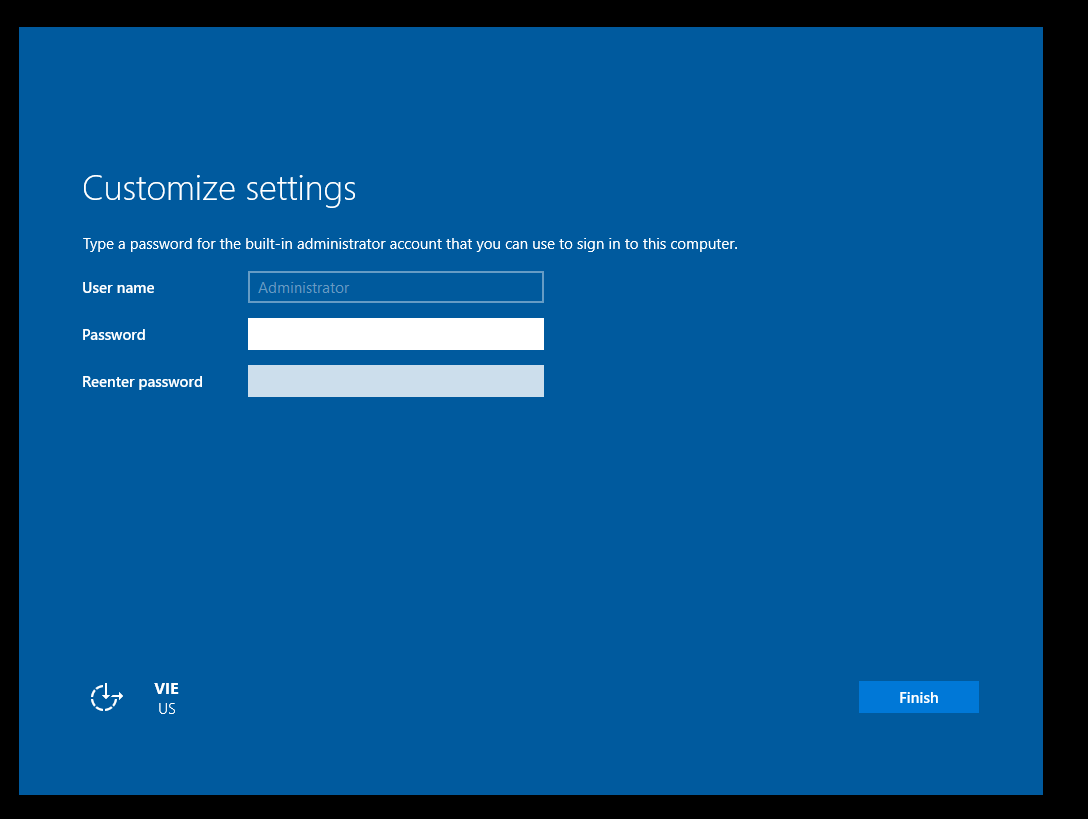 Customize settings
Type a password for the built-in administrator account that you can use to sign in to this computer.
User name
Administrator
Password
Reenter password
VIE
US
Finish